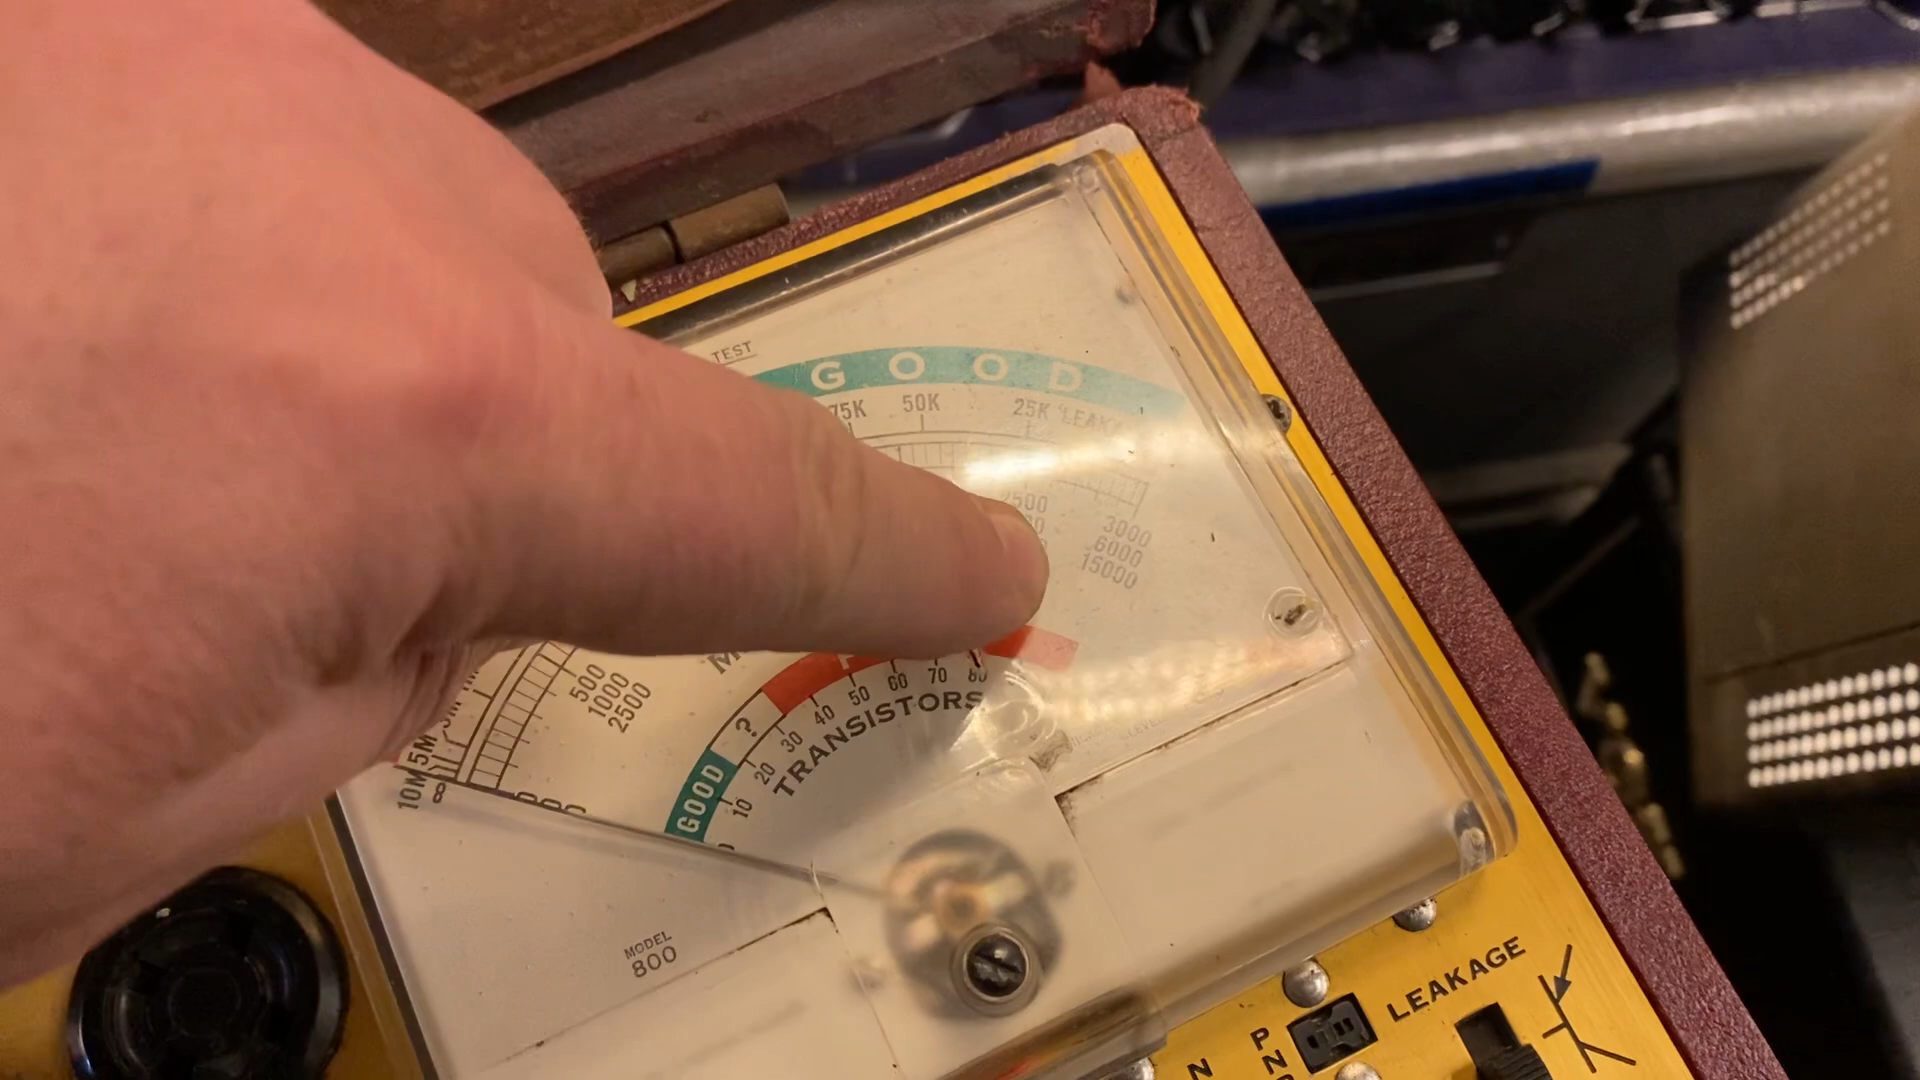 TEST
GOOD
75K 50K 25K LEAK
2500 3000
6000
15000
500
1000
2500
10M 5M
∞
GOOD ?
10 20 30 40 50 60 70 80
TRANSISTORS
MODEL
800
LEAKAGE
P
N
N